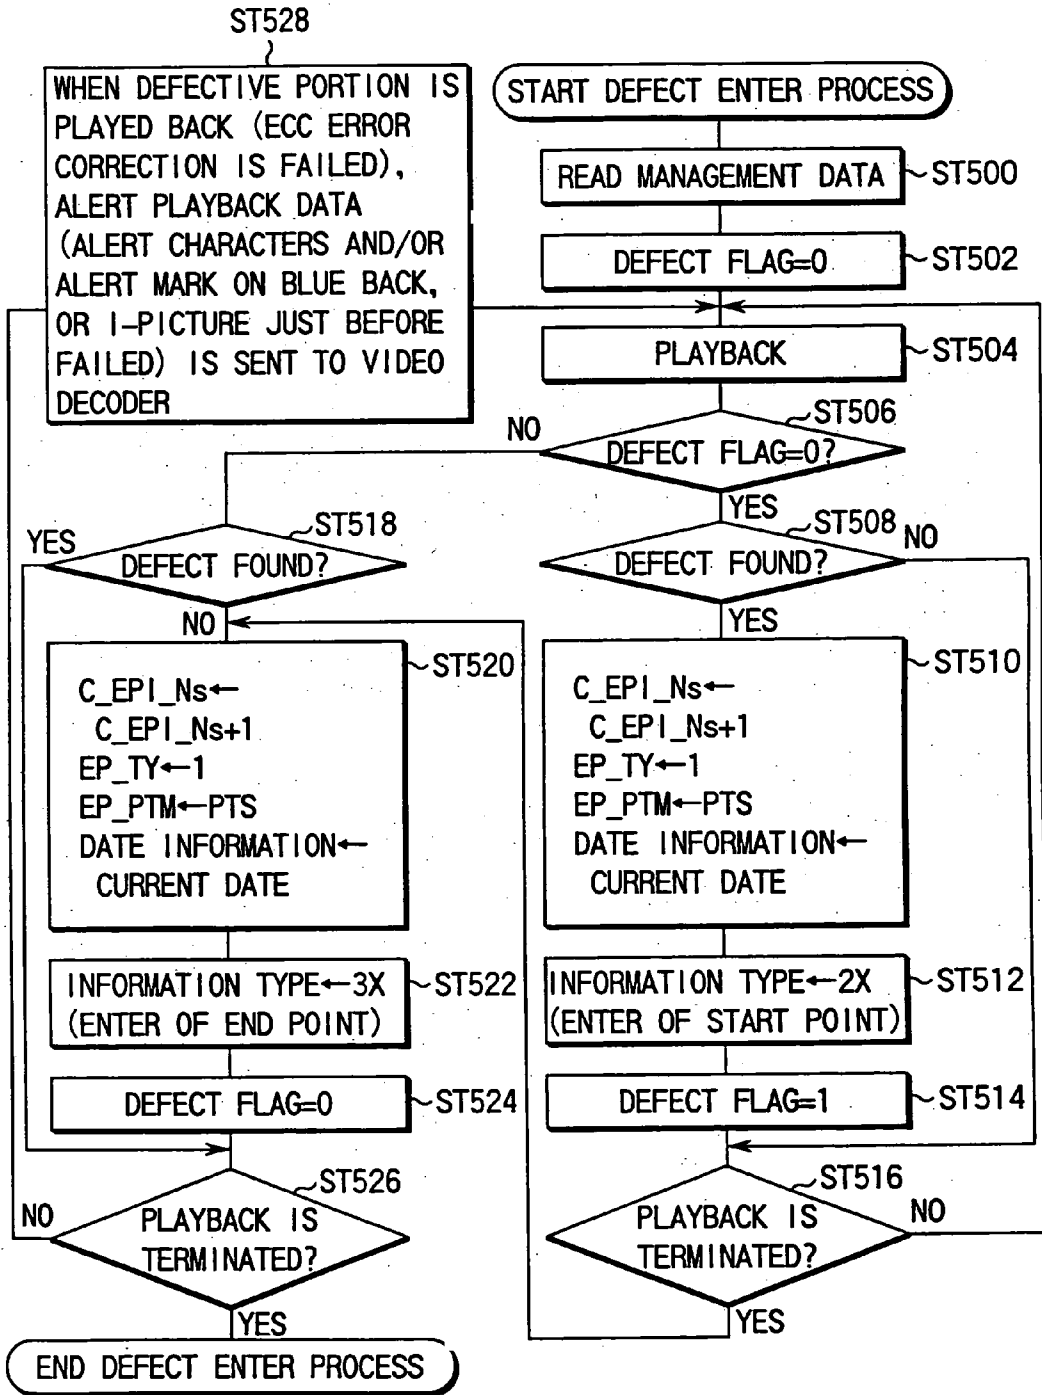 ST528
WHEN DEFECTIVE PORTION IS
PLAYED BACK (ECC ERROR
CORRECTION IS FAILED),
ALERT PLAYBACK DATA
(ALERT CHARACTERS AND/OR
ALERT MARK ON BLUE BACK,
OR I-PICTURE JUST BEFORE
FAILED) IS SENT TO VIDEO
DECODER
START DEFECT ENTER PROCESS
READ MANAGEMENT DATA
ST500
DEFECT FLAG=0
ST502
PLAYBACK
ST504
ST506
DEFECT FLAG=0?
NO
YES
ST508
DEFECT FOUND?
NO
YES
ST518
DEFECT FOUND?
YES
NO
ST520
C_EPI_Ns←
C_EPI_Ns+1
EP_TY←1
EP_PTM←PTS
DATE INFORMATION←
CURRENT DATE
ST510
C_EPI_Ns←
C_EPI_Ns+1
EP_TY←1
EP_PTM←PTS
DATE INFORMATION←
CURRENT DATE
INFORMATION TYPE←3X
(ENTER OF END POINT)
ST522
INFORMATION TYPE←2X
(ENTER OF START POINT)
ST512
DEFECT FLAG=0
ST524
DEFECT FLAG=1
ST514
ST526
PLAYBACK IS
TERMINATED?
NO
YES
ST516
PLAYBACK IS
TERMINATED?
NO
YES
END DEFECT ENTER PROCESS